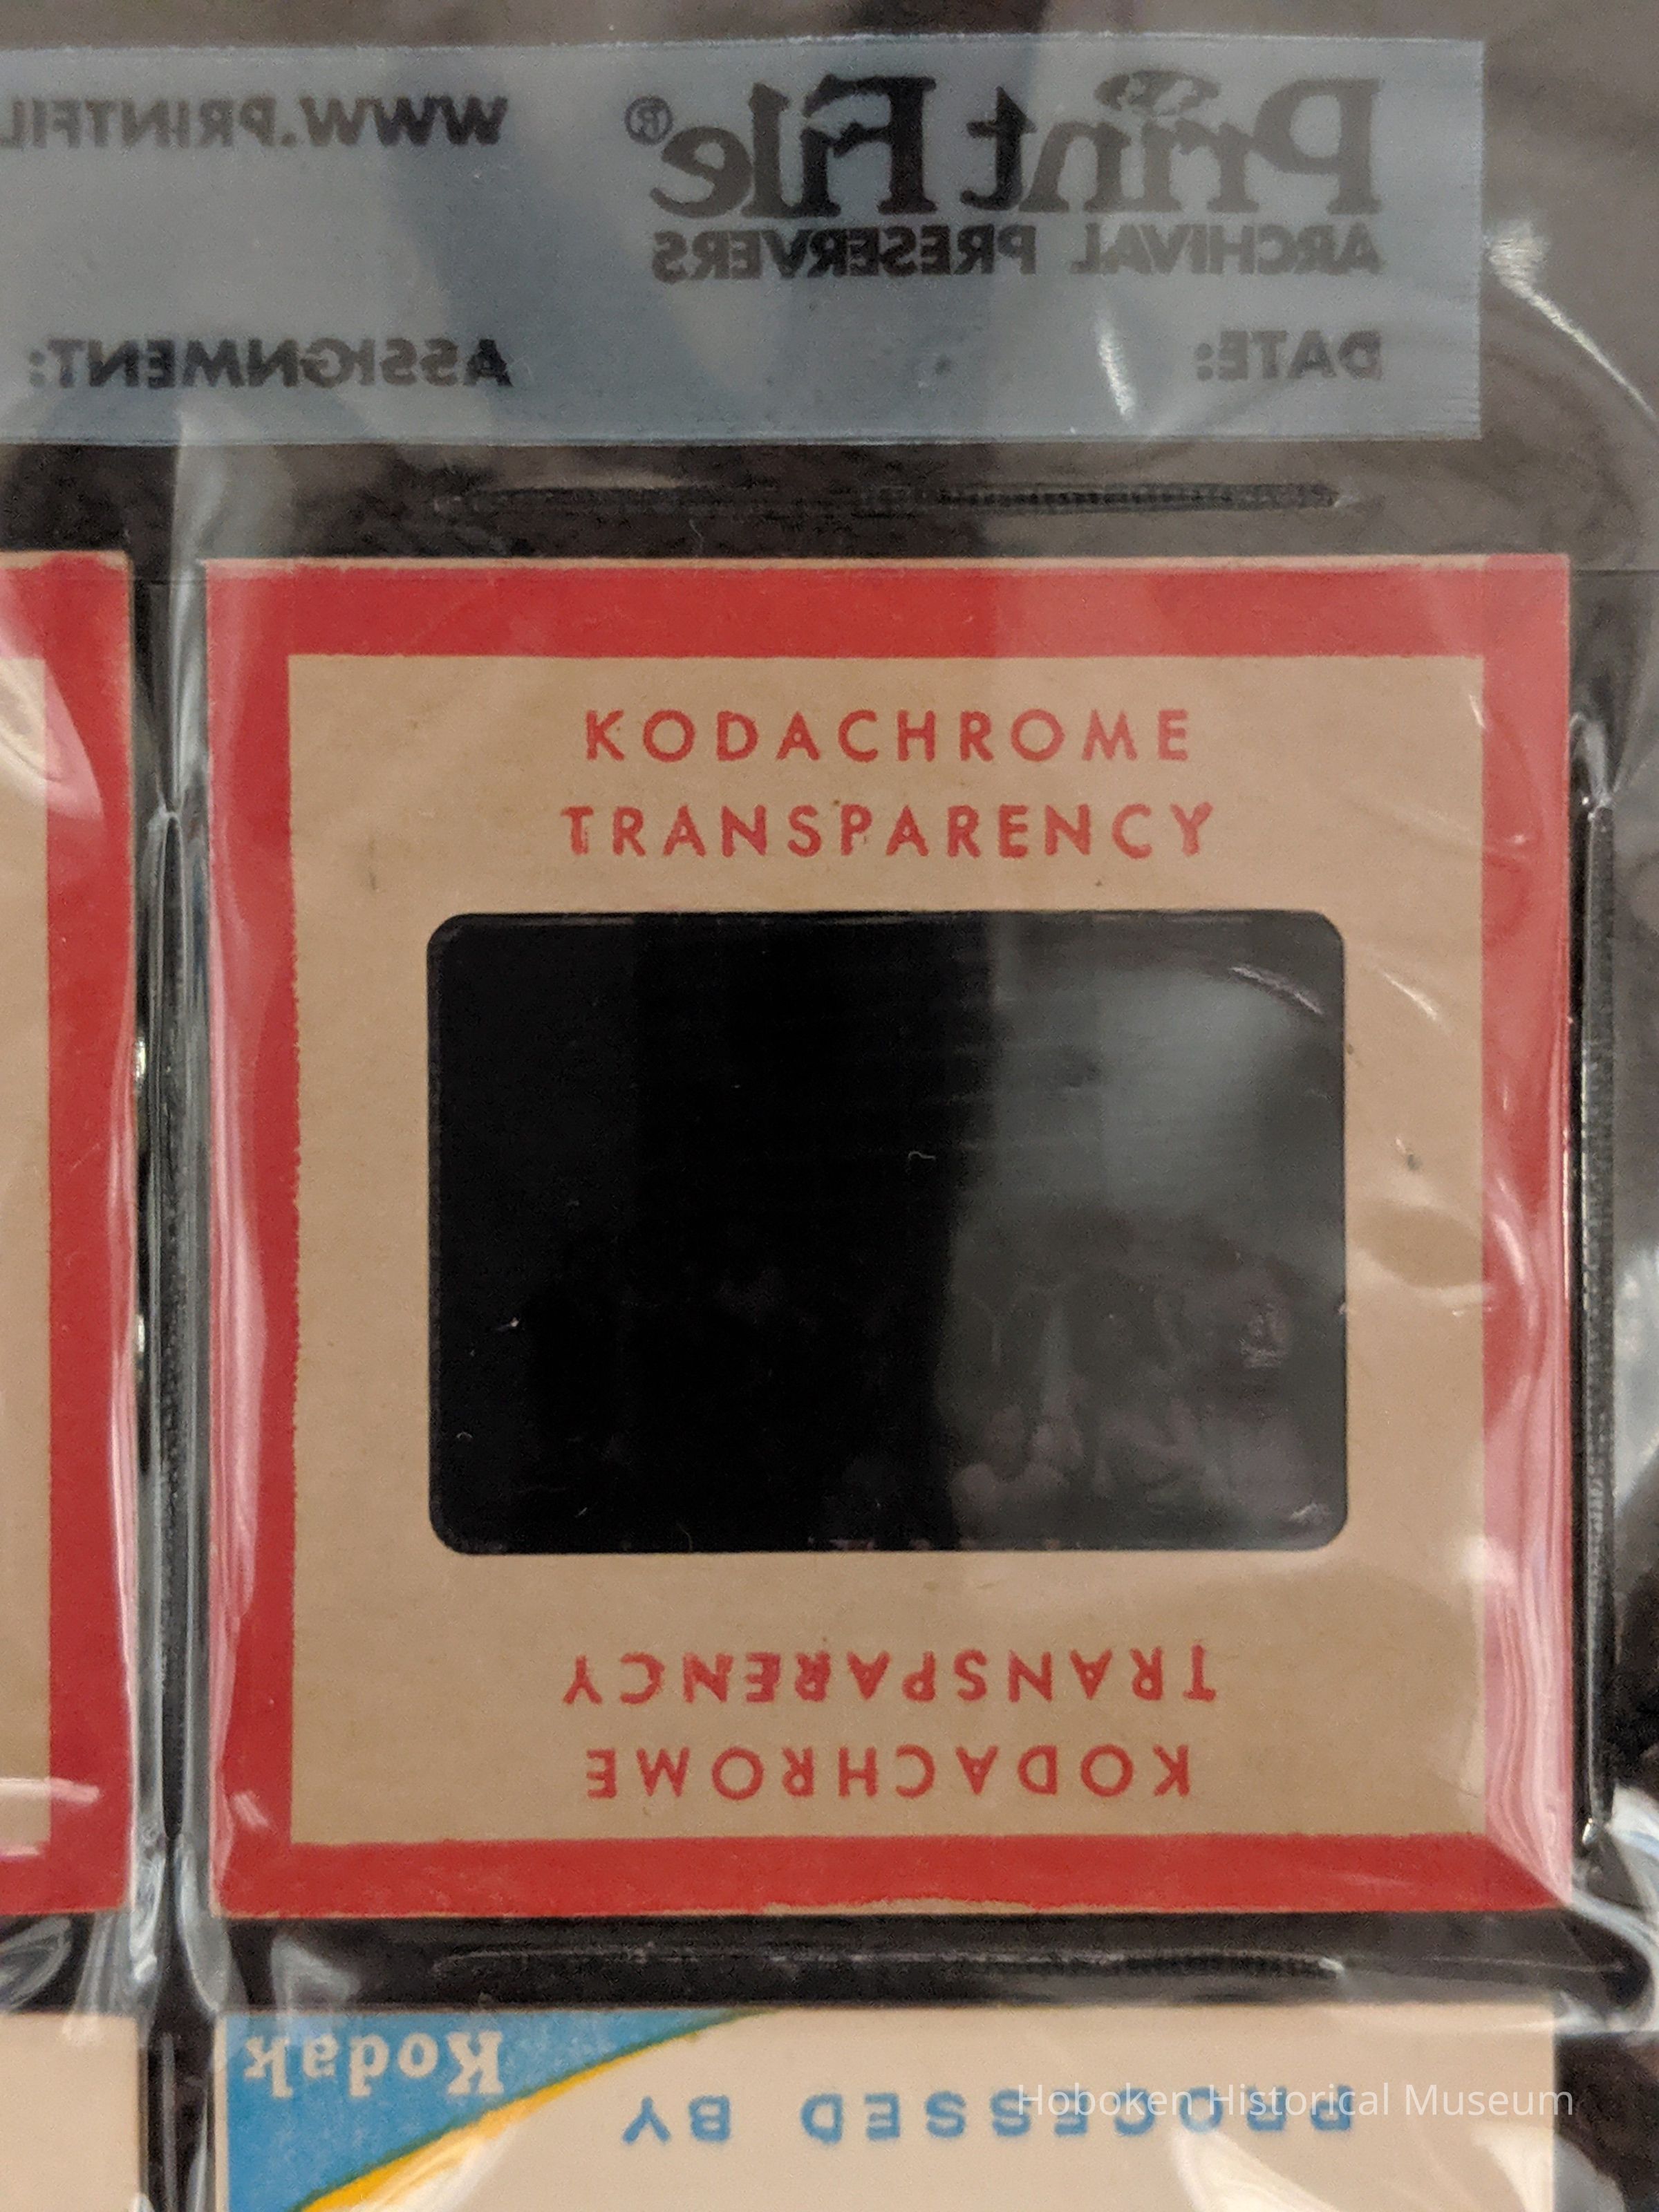 WWW.PRINTFIL
Print File®
ARCHIVAL PRESERVERS
ASSIGNMENT:
DATE:
KODACHROME
TRANSPARENCY
TRANSPARENCY
KODACHROME
Kodak
PROCESSED BY
Hoboken Historical Museum